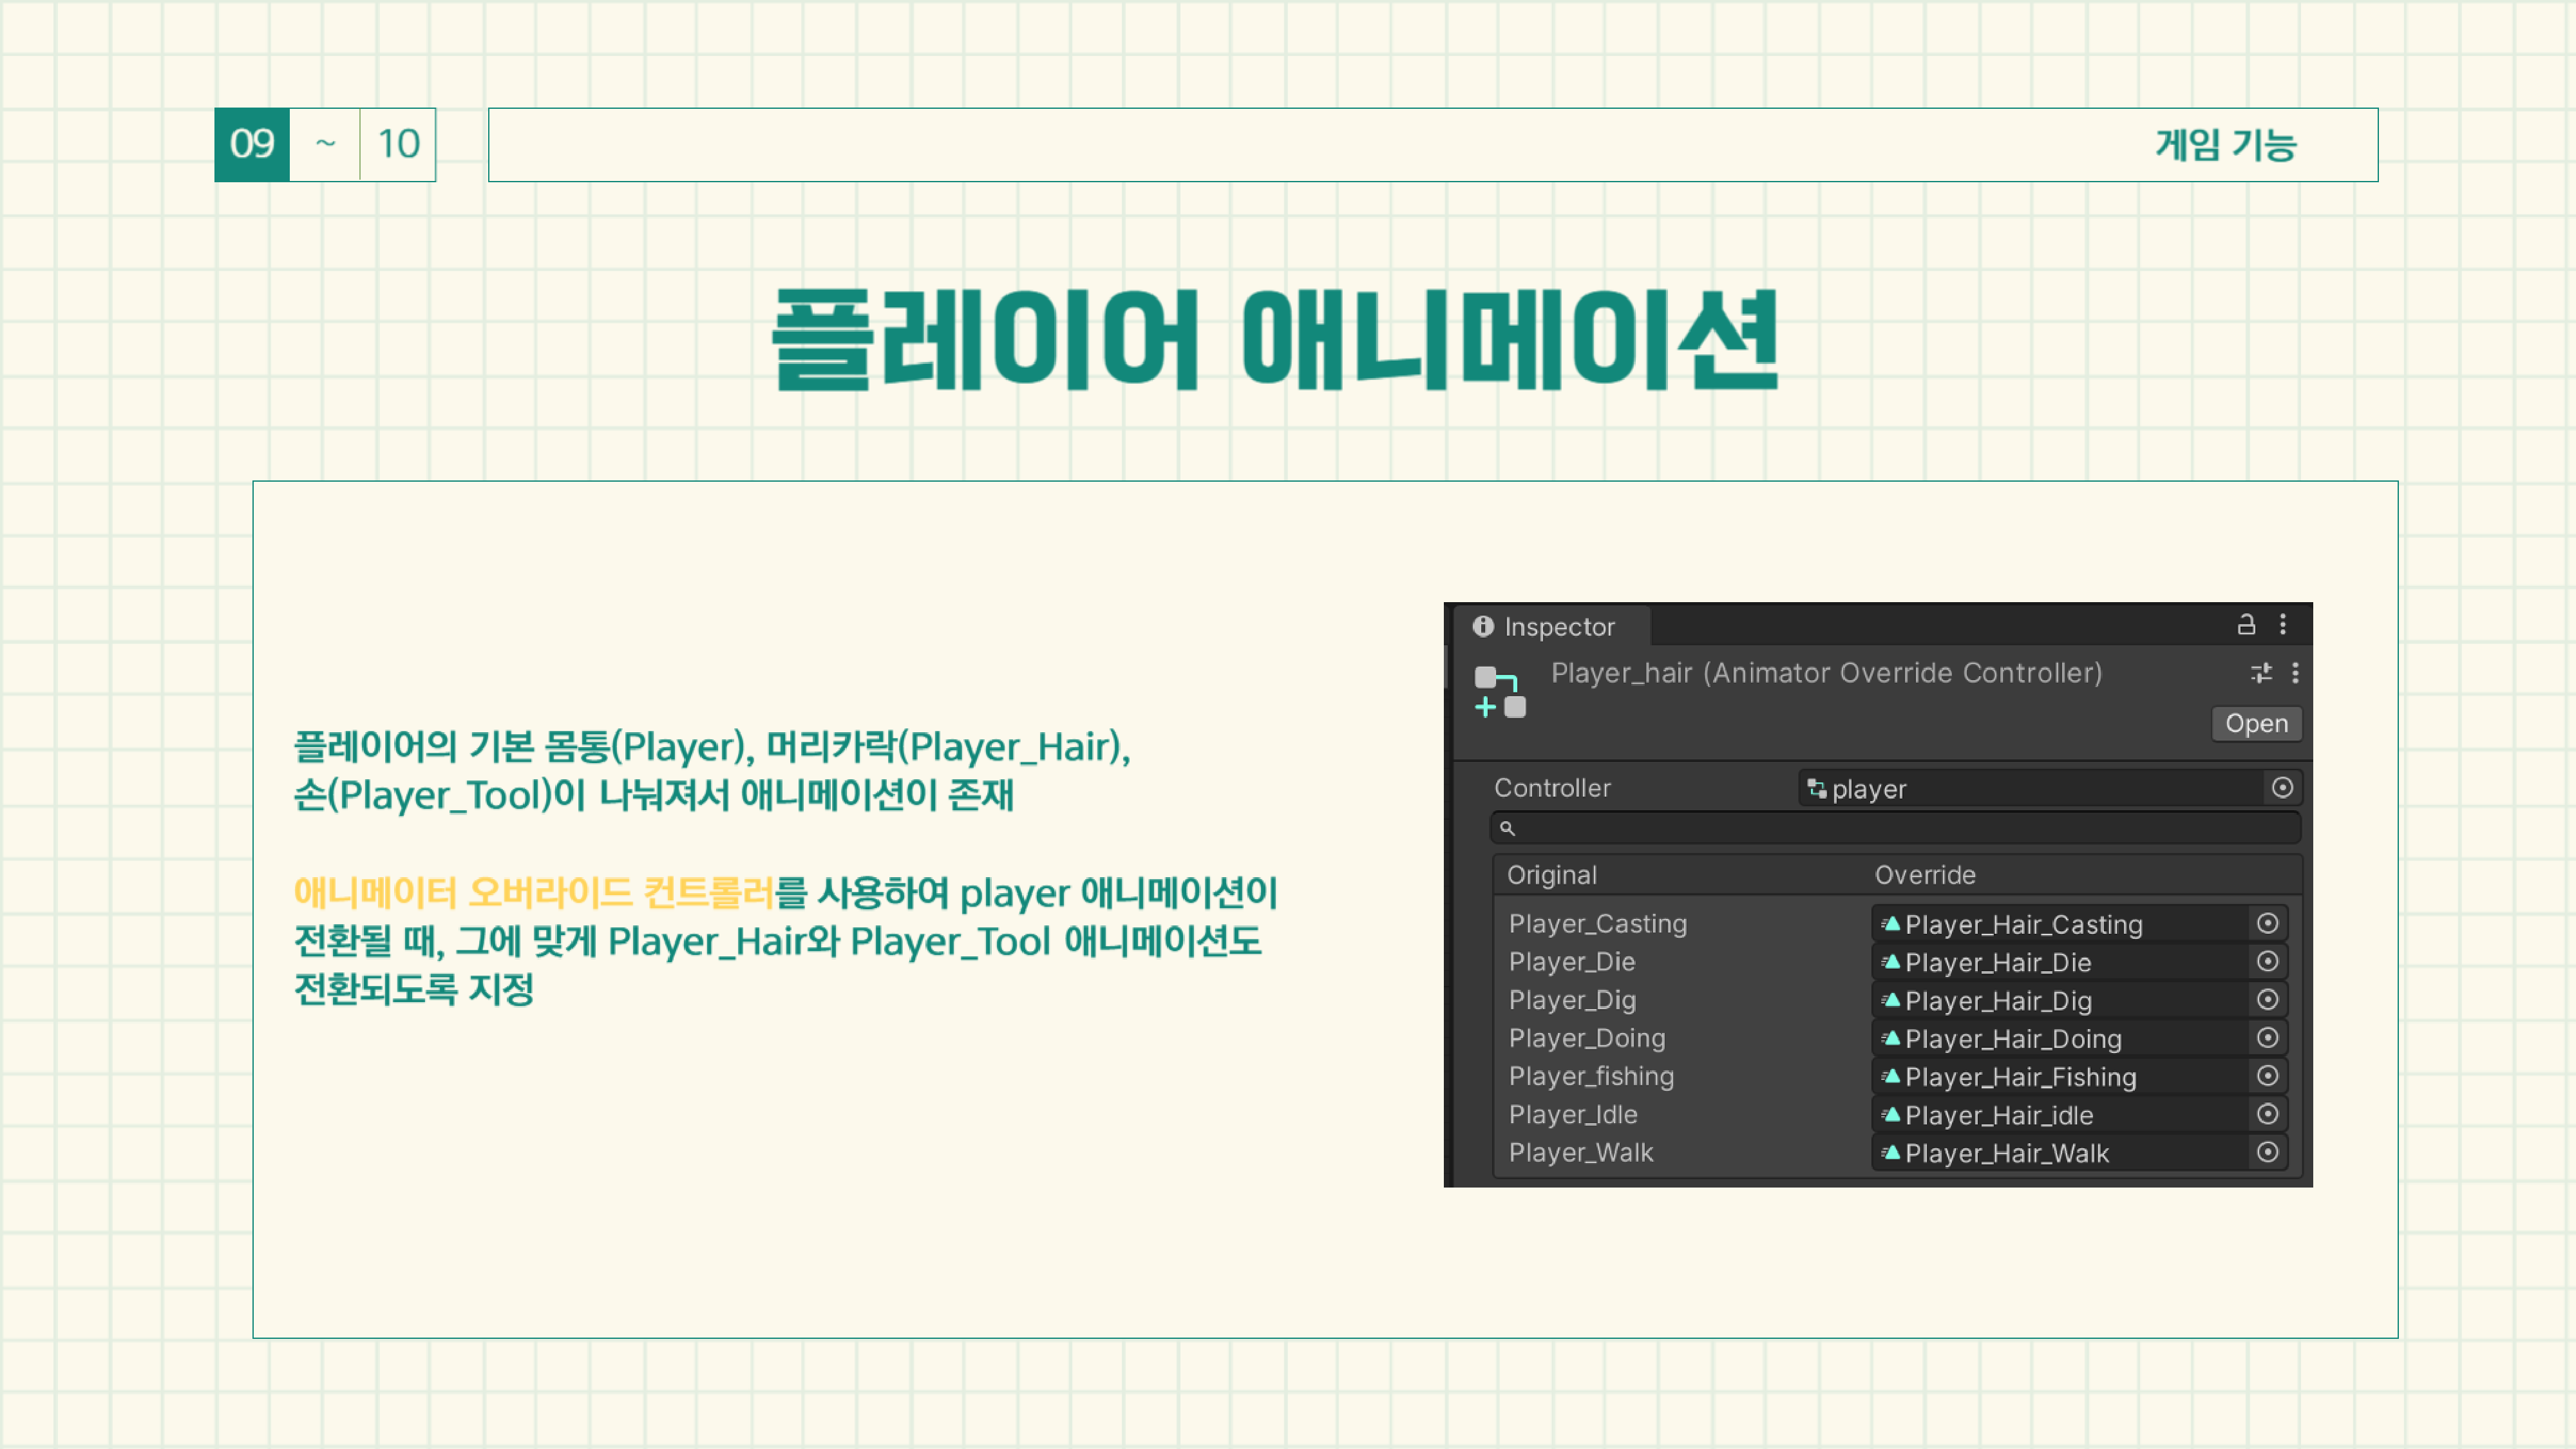 09 ~ 10
게임 기능
플레이어 애니메이션
플레이어의 기본 몸통(Player), 머리카락(Player_Hair),
손(Player_Tool)이 나눠져서 애니메이션이 존재
애니메이터 오버라이드 컨트롤러를 사용하여 player 애니메이션이
전환될 때, 그에 맞게 Player_Hair와 Player_Tool 애니메이션도
전환되도록 지정
Inspector
Player_hair (Animator Override Controller)
Open
Controller player
Original Override
Player_Casting Player_Hair_Casting
Player_Die Player_Hair_Die
Player_Dig Player_Hair_Dig
Player_Doing Player_Hair_Doing
Player_fishing Player_Hair_Fishing
Player_Idle Player_Hair_idle
Player_Walk Player_Hair_Walk